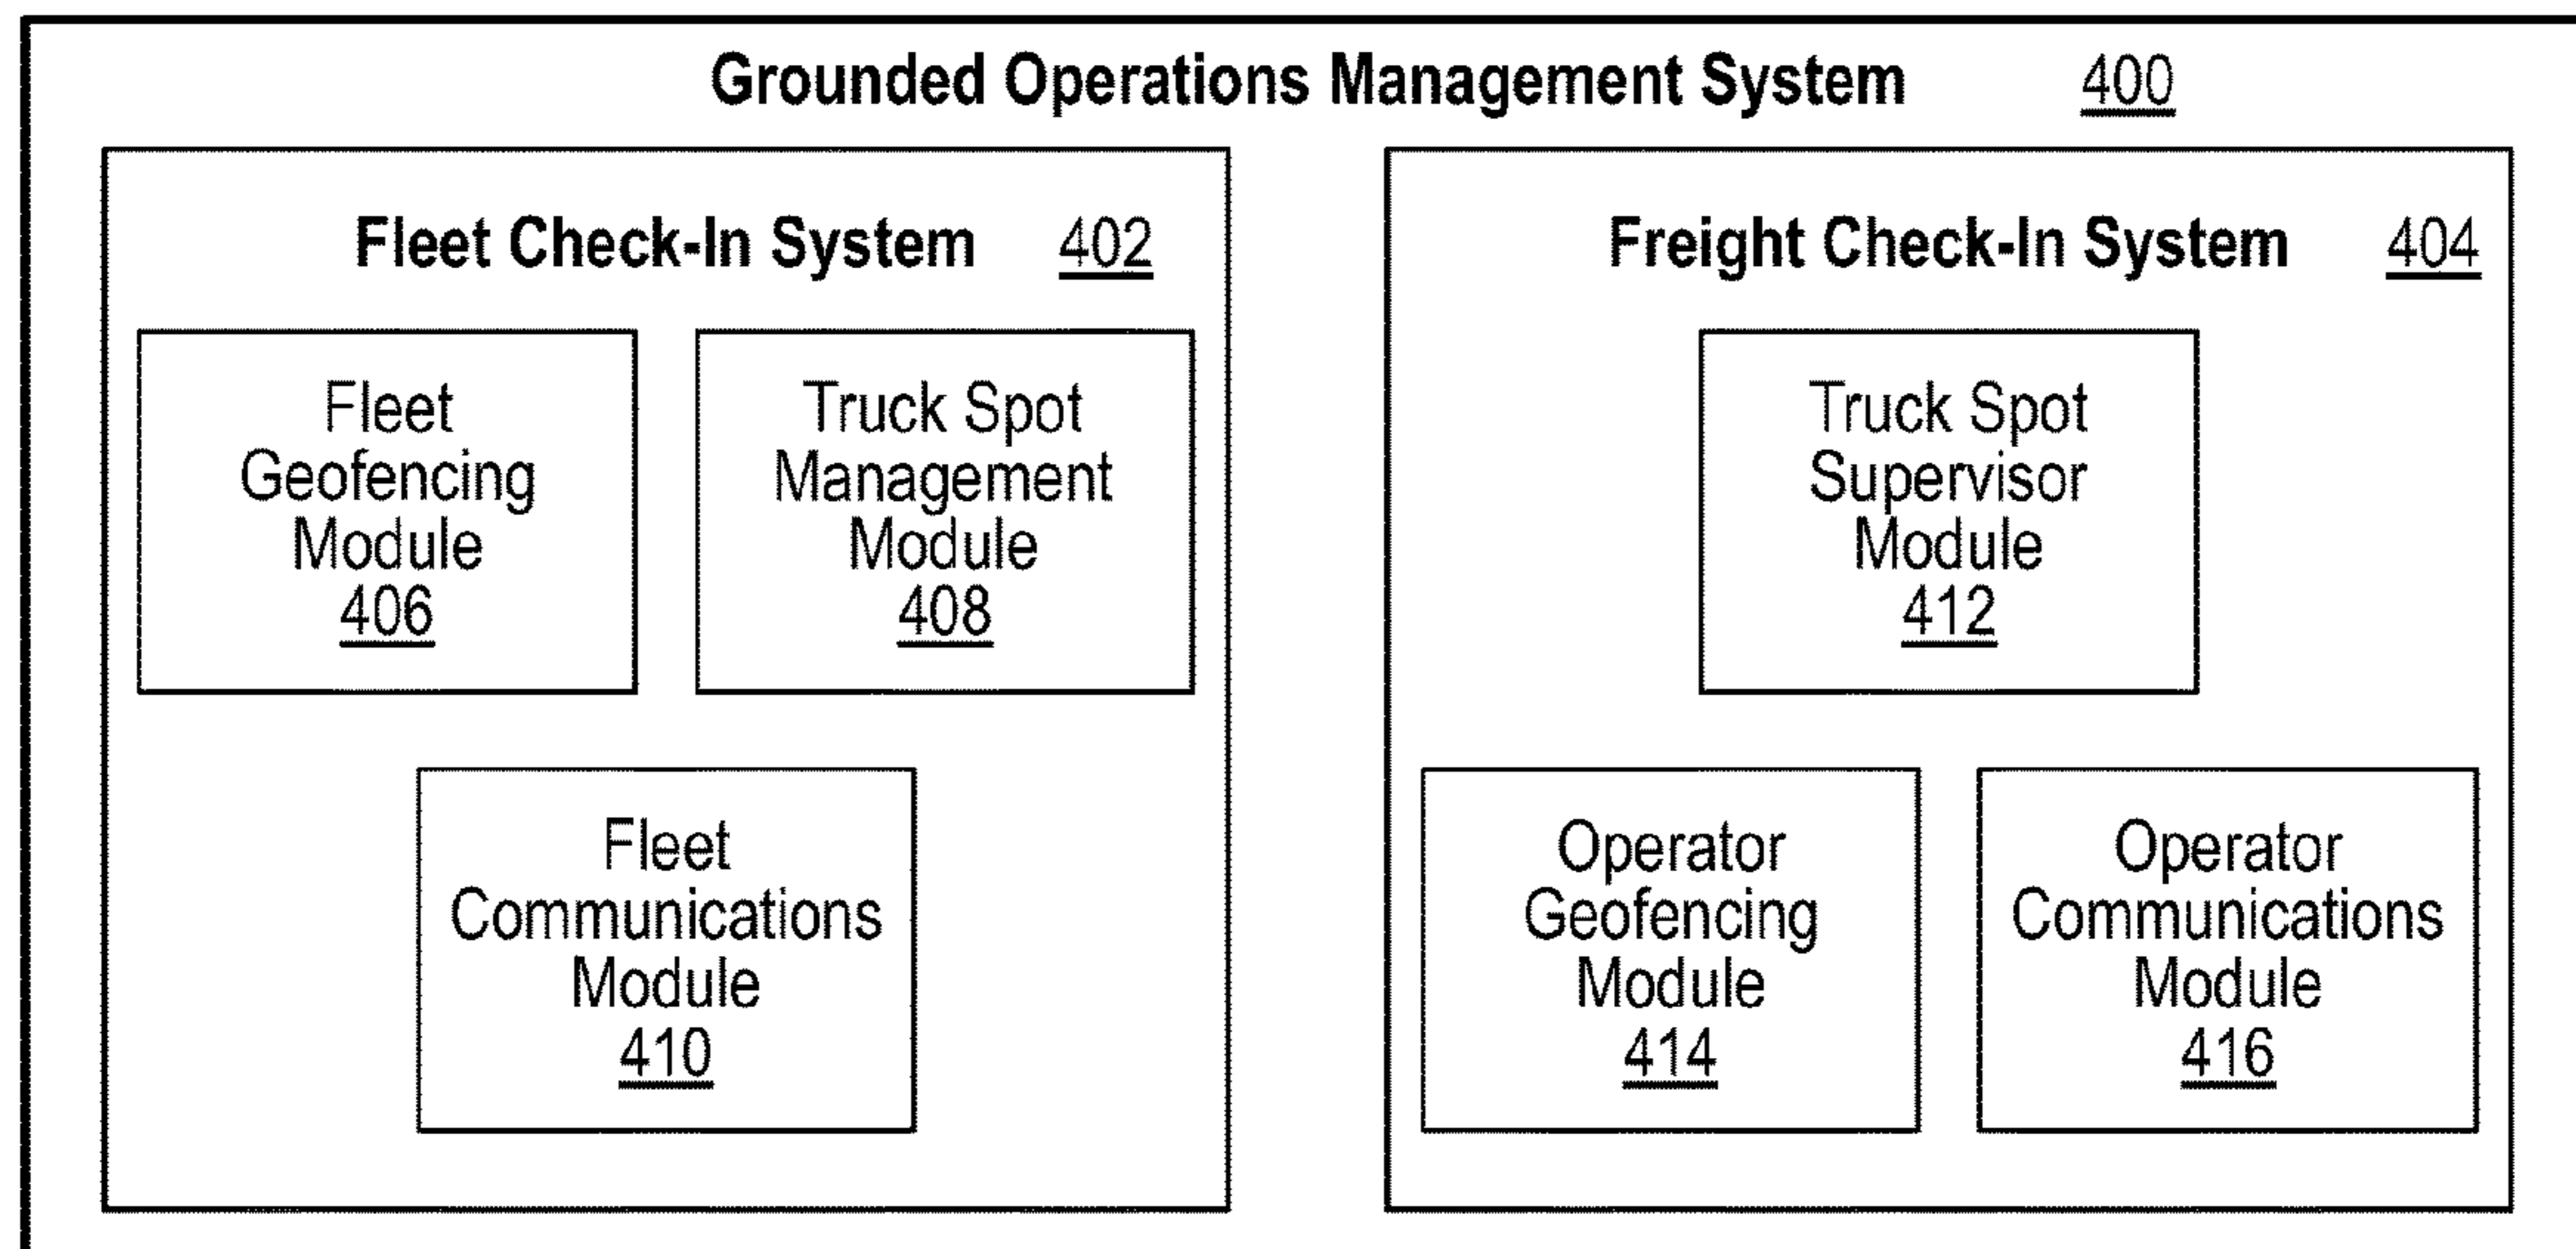 Grounded Operations Management System 400
Fleet Check-In System 402
Fleet
Geofencing
Module
406
Truck Spot
Management
Module
408
Fleet
Communications
Module
410
Freight Check-In System 404
Truck Spot
Supervisor
Module
412
Operator
Geofencing
Module
414
Operator
Communications
Module
416